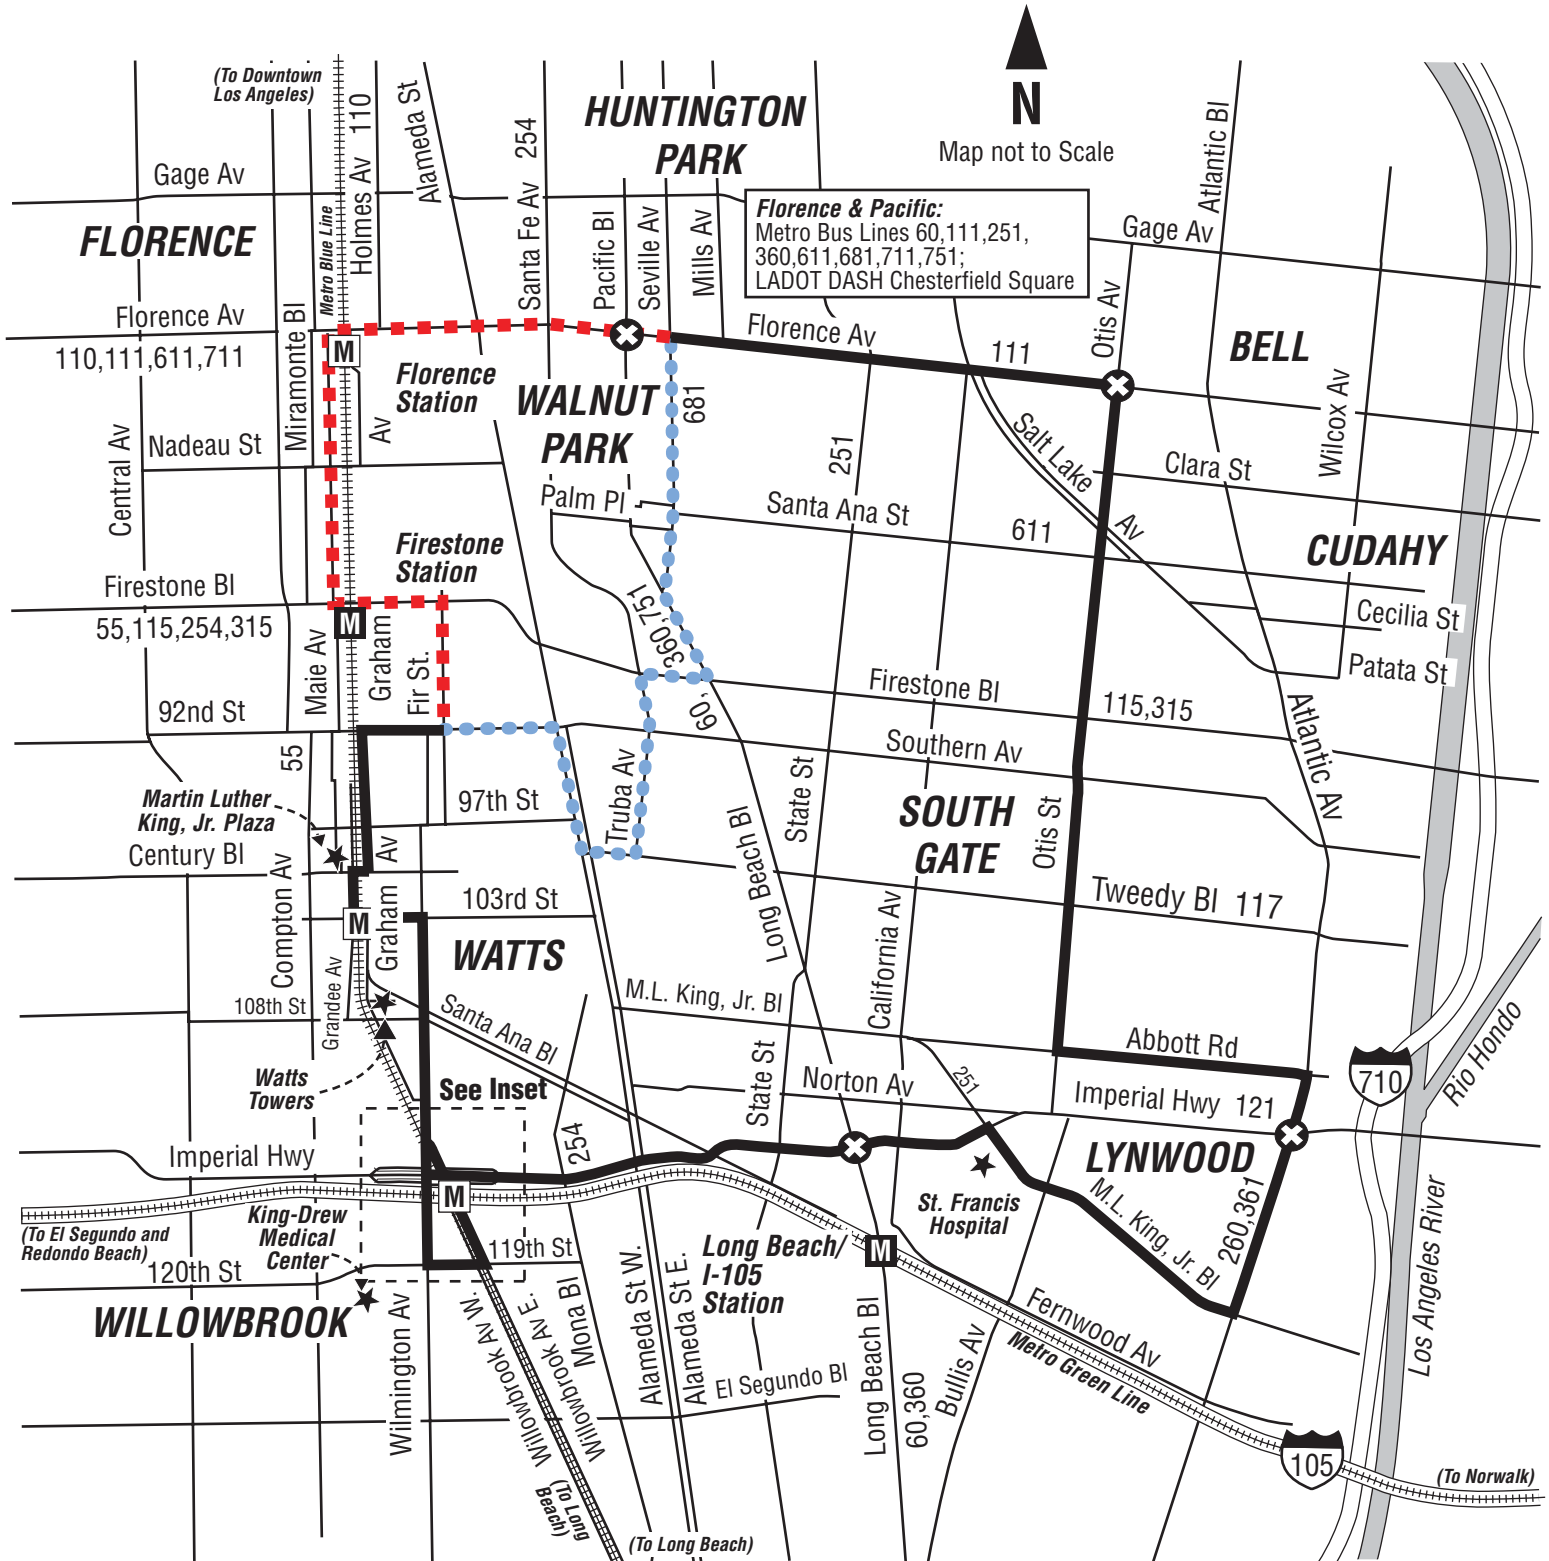 (To Downtown
Los Angeles)
Holmes Av
110
Alameda St
Santa Fe Av
254
HUNTINGTON
PARK
N
Map not to Scale
Atlantic Bl
Gage Av
FLORENCE
Metro Blue Line
Pacific Bl
Seville Av
Mills Av
Florence & Pacific:
Metro Bus Lines 60,111,251,
360,611,681,711,751;
LADOT DASH Chesterfield Square
Gage Av
Otis Av
Florence Av
110,111,611,711
Miramonte Bl
M
Florence
Station
Florence Av
111
BELL
Av
WALNUT
PARK
681
251
Salt Lake
Av
Wilcox Av
Central Av
Nadeau St
Clara St
Palm Pl
Santa Ana St
611
CUDAHY
Firestone
Station
Firestone Bl
55,115,254,315
M
Graham
Maie Av
Fir St.
360,751
60,
Cecilia St
Patata St
Firestone Bl
115,315
92nd St
55
Southern Av
Atlantic Av
Martin Luther
King, Jr. Plaza
97th St
Truba Av
State St
SOUTH
GATE
Otis St
Century Bl
Av
Long Beach Bl
Compton Av
Graham
103rd St
M
WATTS
California Av
Tweedy Bl
117
Grandee Av
108th St
Santa Ana Bl
M.L. King, Jr. Bl
Abbott Rd
Rio Hondo
Watts
Towers
See Inset
State St
Norton Av
251
Imperial Hwy
121
710
Imperial Hwy
254
LYNWOOD
(To El Segundo and
Redondo Beach)
M
King-Drew
Medical
Center
119th St
120th St
Long Beach/
I-105
Station
M
St. Francis
Hospital
M.L. King, Jr. Bl
260,361
Los Angeles River
WILLOWBROOK
Wilmington Av
Willowbrook Av W.
Willowbrook Av E.
Mona Bl
Alameda St W.
Alameda St E.
El Segundo Bl
Long Beach Bl
60,360
Bullis Av
Fernwood Av
Metro Green Line
105
(To Norwalk)
(To Long
Beach)
(To Long Beach)